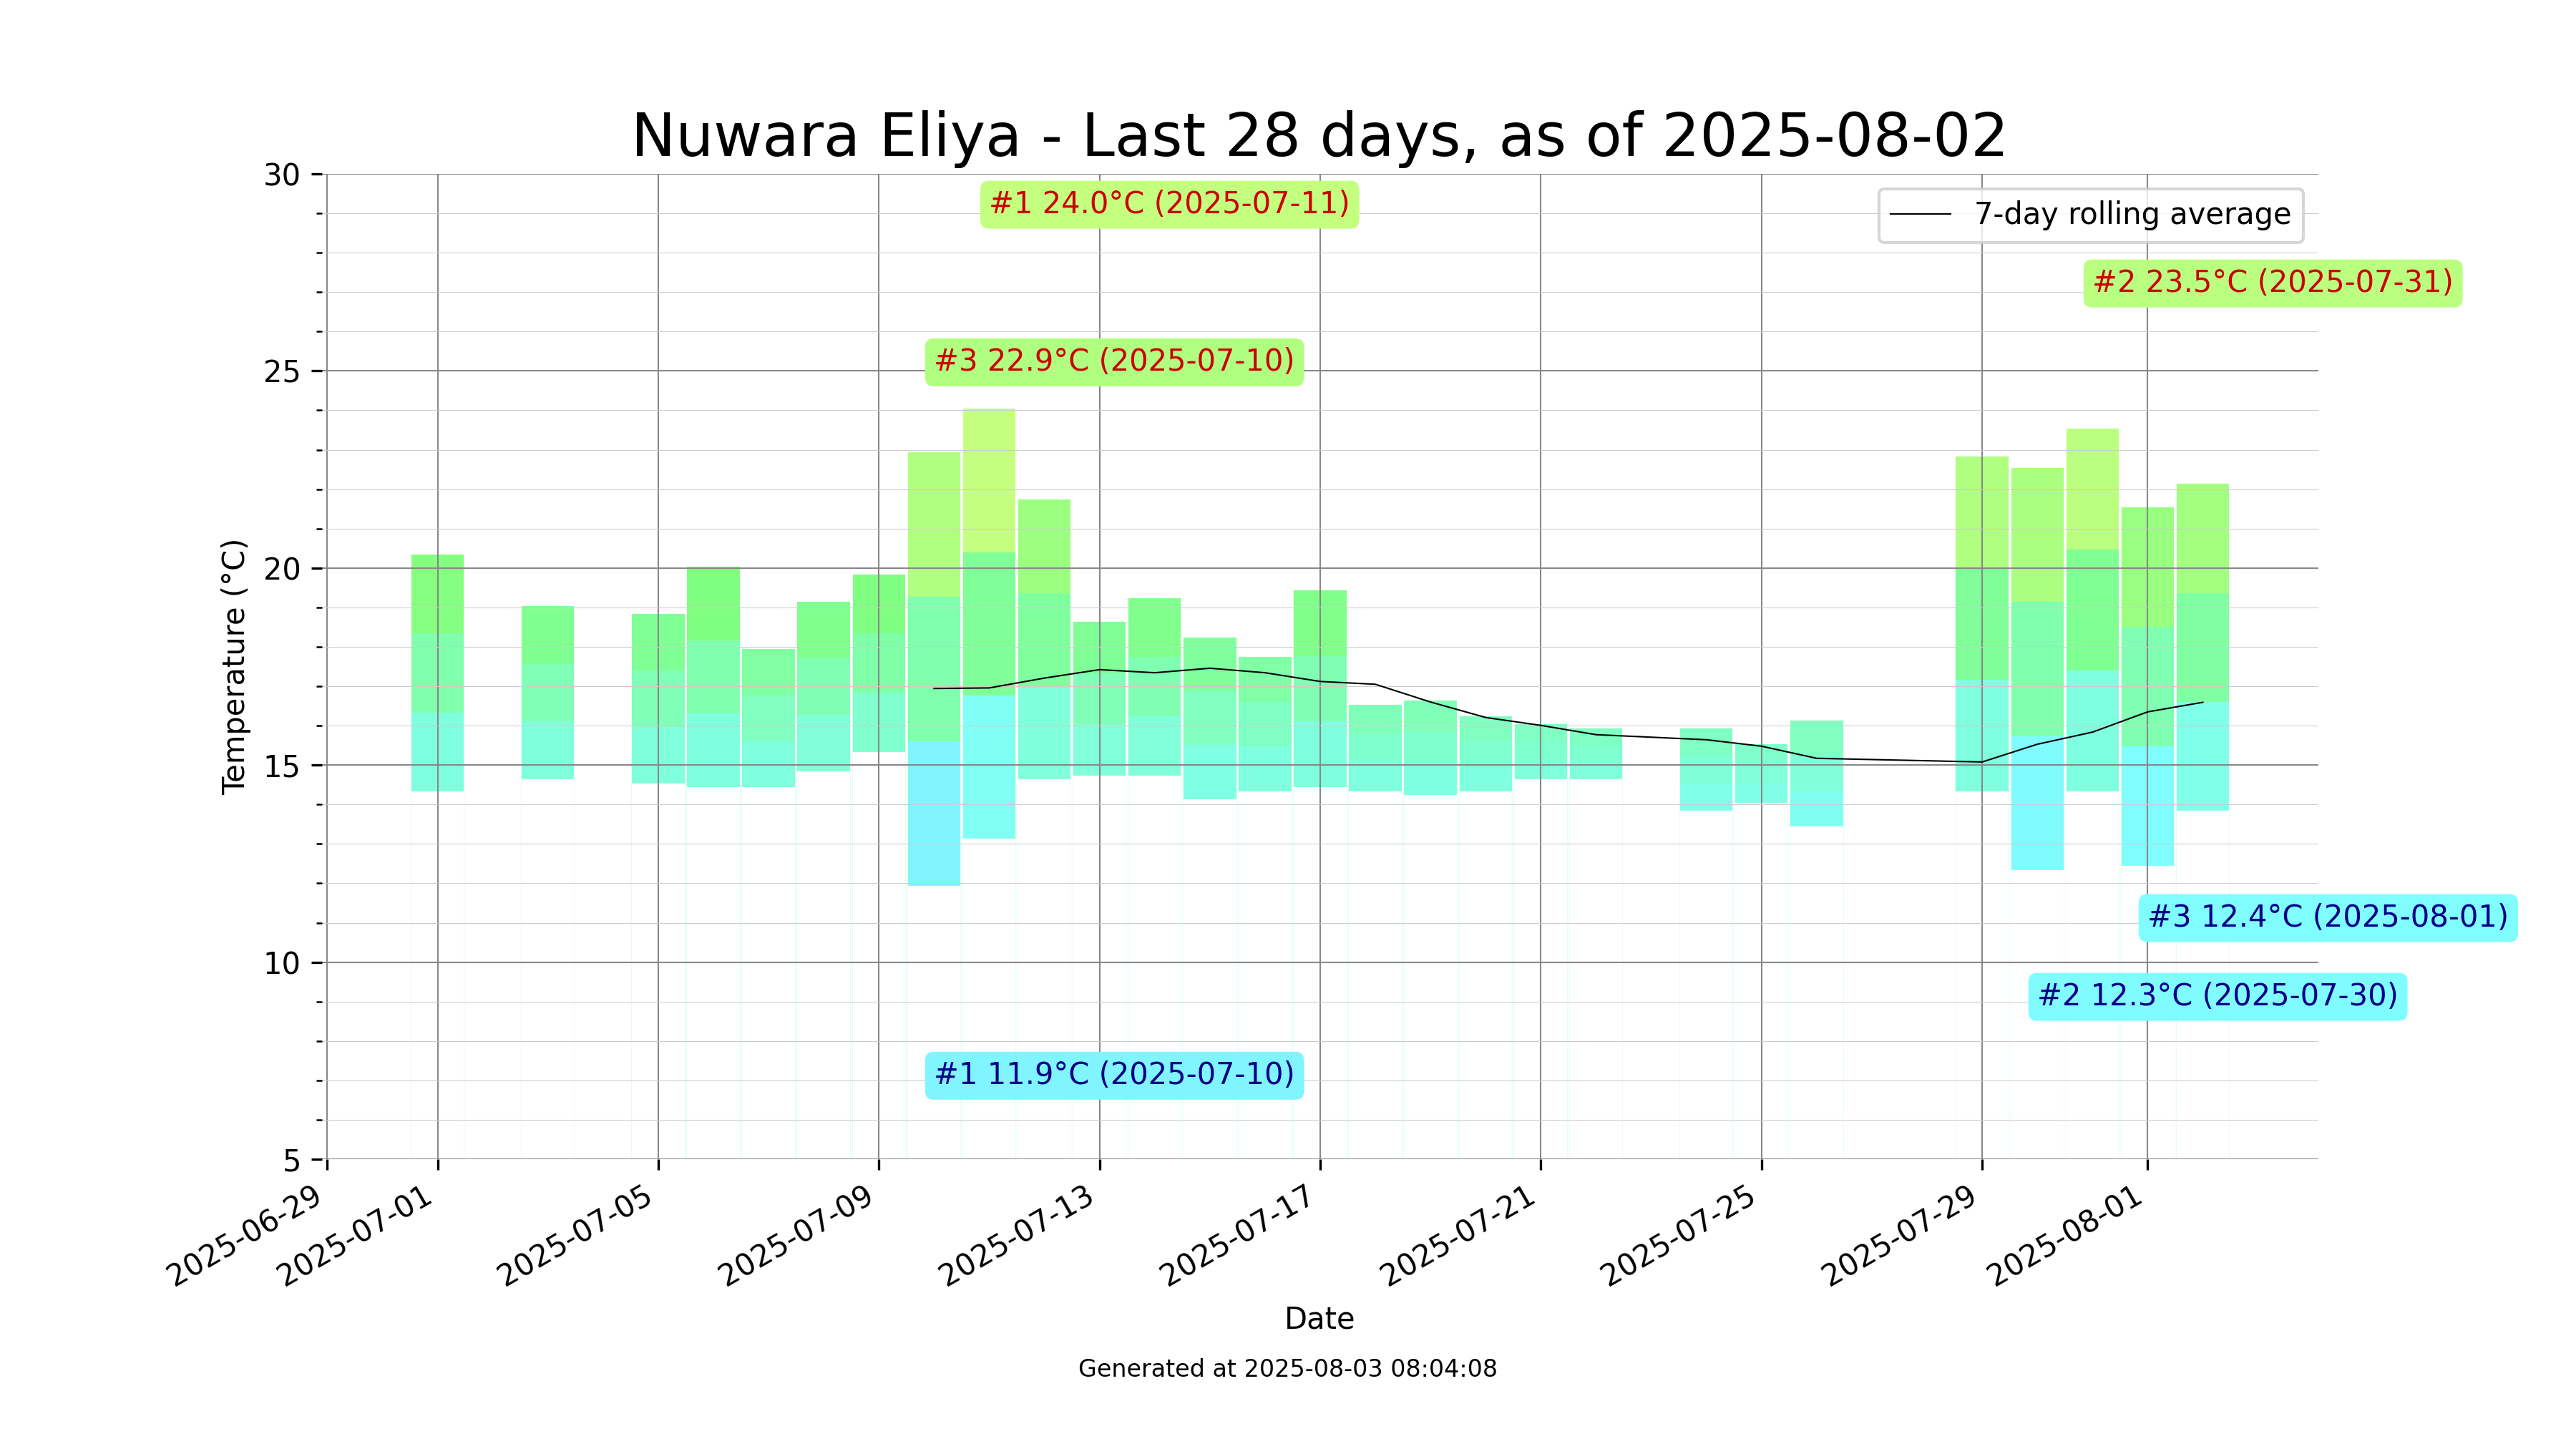 Nuwara Eliya - Last 28 days, as of 2025-08-02
30
25
20
15
10
5
Temperature (°C)
#1 24.0°C (2025-07-11)
7-day rolling average
#2 23.5°C (2025-07-31)
#3 22.9°C (2025-07-10)
#3 12.4°C (2025-08-01)
#2 12.3°C (2025-07-30)
#1 11.9°C (2025-07-10)
2025-06-29
2025-07-01
2025-07-05
2025-07-09
2025-07-13
2025-07-17
2025-07-21
2025-07-25
2025-07-29
2025-08-01
Date
Generated at 2025-08-03 08:04:08